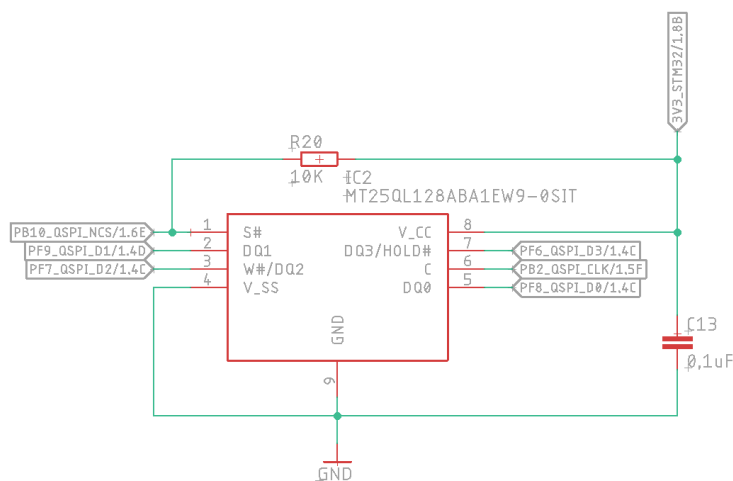 3V3_STM32/1.8B
R20
10K
IC2
MT25QL128ABA1EW9-0SIT
PB10_QSPI_NCS/1.6E
1
S#
V_CC
8
PF9_QSPI_D1/1.4D
2
DQ1
DQ3/HOLD#
7
PF6_QSPI_D3/1.4C
PF7_QSPI_D2/1.4C
3
W#/DQ2
C
6
PB2_QSPI_CLK/1.5F
4
V_SS
DQ0
5
PF8_QSPI_D0/1.4C
GND
9
C13
0,1uF
GND